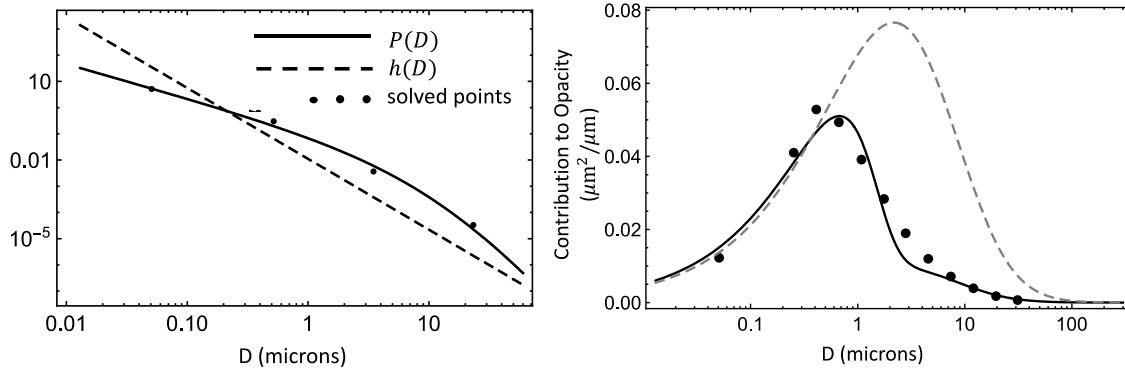 10
0.01
10⁻⁵
0.01
0.10
1
10
D (microns)
P(D)
h(D)
solved points
Contribution to Opacity
(μm²/μm)
0.08
0.06
0.04
0.02
0.00
0.1
1
10
100
D (microns)